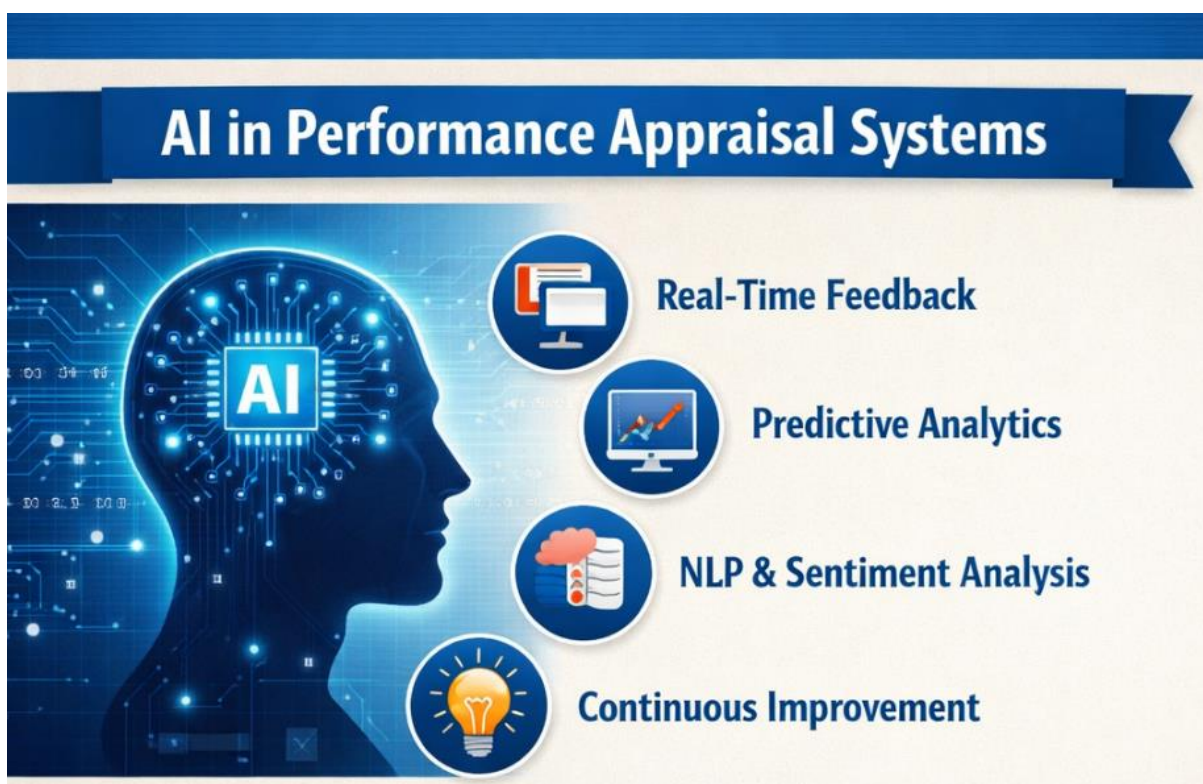 AI in Performance Appraisal Systems
AI
Real-Time Feedback
Predictive Analytics
NLP & Sentiment Analysis
Continuous Improvement